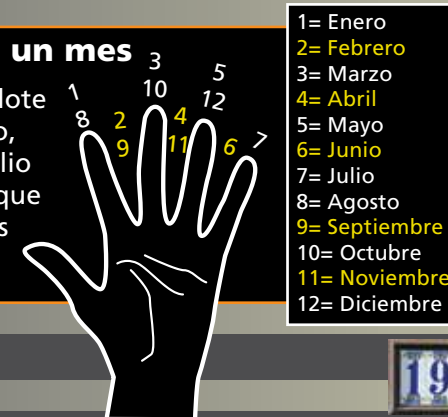 un mes
lote
o,
lio
que
s
1
8
2
9
3
10
4
11
5
12
6
7
1= Enero
2= Febrero
3= Marzo
4= Abril
5= Mayo
6= Junio
7= Julio
8= Agosto
9= Septiembre
10= Octubre
11= Noviembre
12= Diciembre
19